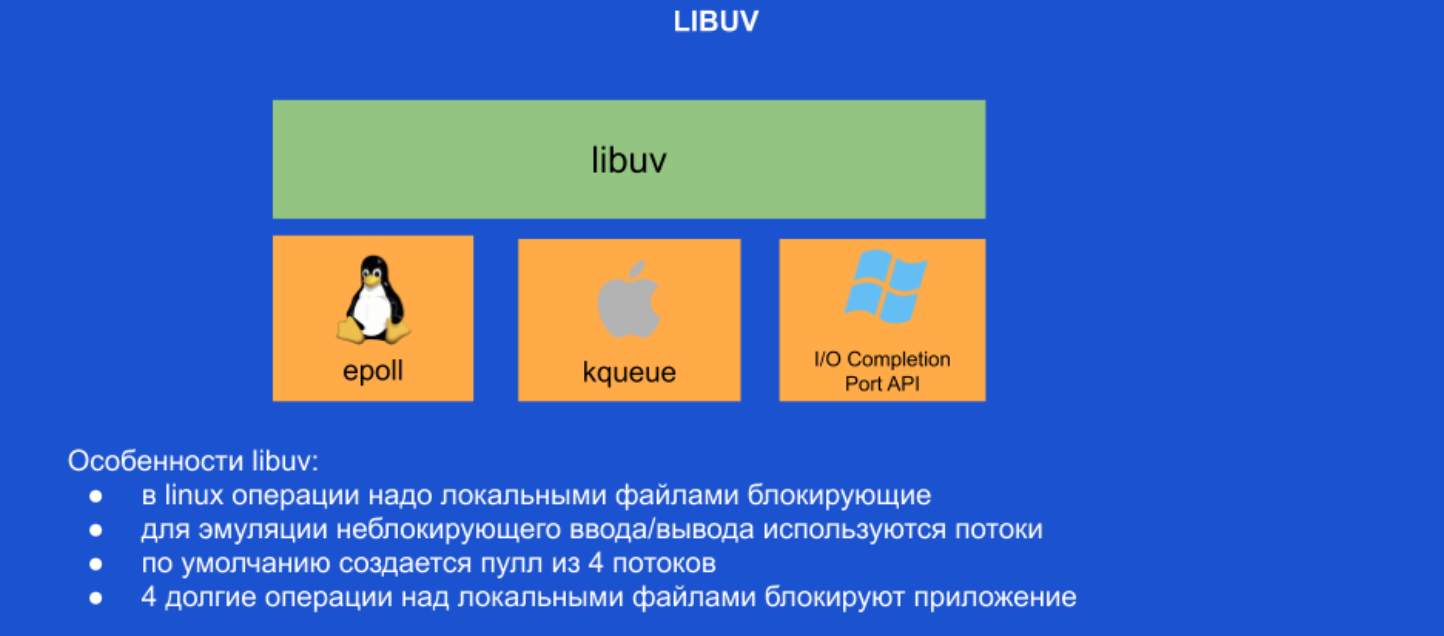 LIBUV
libuv
epoll
kqueue
I/O Completion
Port API
Особенности libuv:
● в linux операции надо локальными файлами блокирующие
● для эмуляции неблокирующего ввода/вывода используются потоки
● по умолчанию создается пулл из 4 потоков
● 4 долгие операции над локальными файлами блокируют приложение